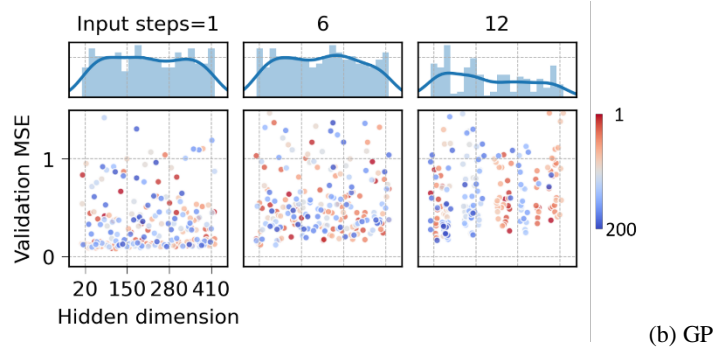 Input steps=1 6 12
Validation MSE
1
0
20 150 280 410
Hidden dimension
1
200
(b) GP